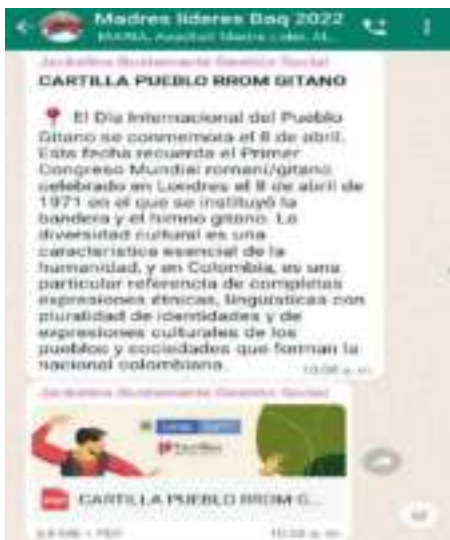 Madres lideres Baq 2022
CARTILLA PUEBLO RROM GITANO
El Día Internacional del Pueblo
Gitano se conmemora el 8 de abril.
Esta fecha recuerda el Primer
Congreso Mundial romaní/gitano
celebrado en Londres el 8 de abril de
1971 en el que se instituyó la
bandera y el himno gitano. La
diversidad cultural es una
característica esencial de la
humanidad, y en Colombia, es una
particular referencia de completas
expresiones étnicas, lingüísticas con
pluralidad de identidades y de
expresiones culturales de los
pueblos y sociedades que forman la
nacional colombiana.
CARTILLA PUEBLO RROM G...